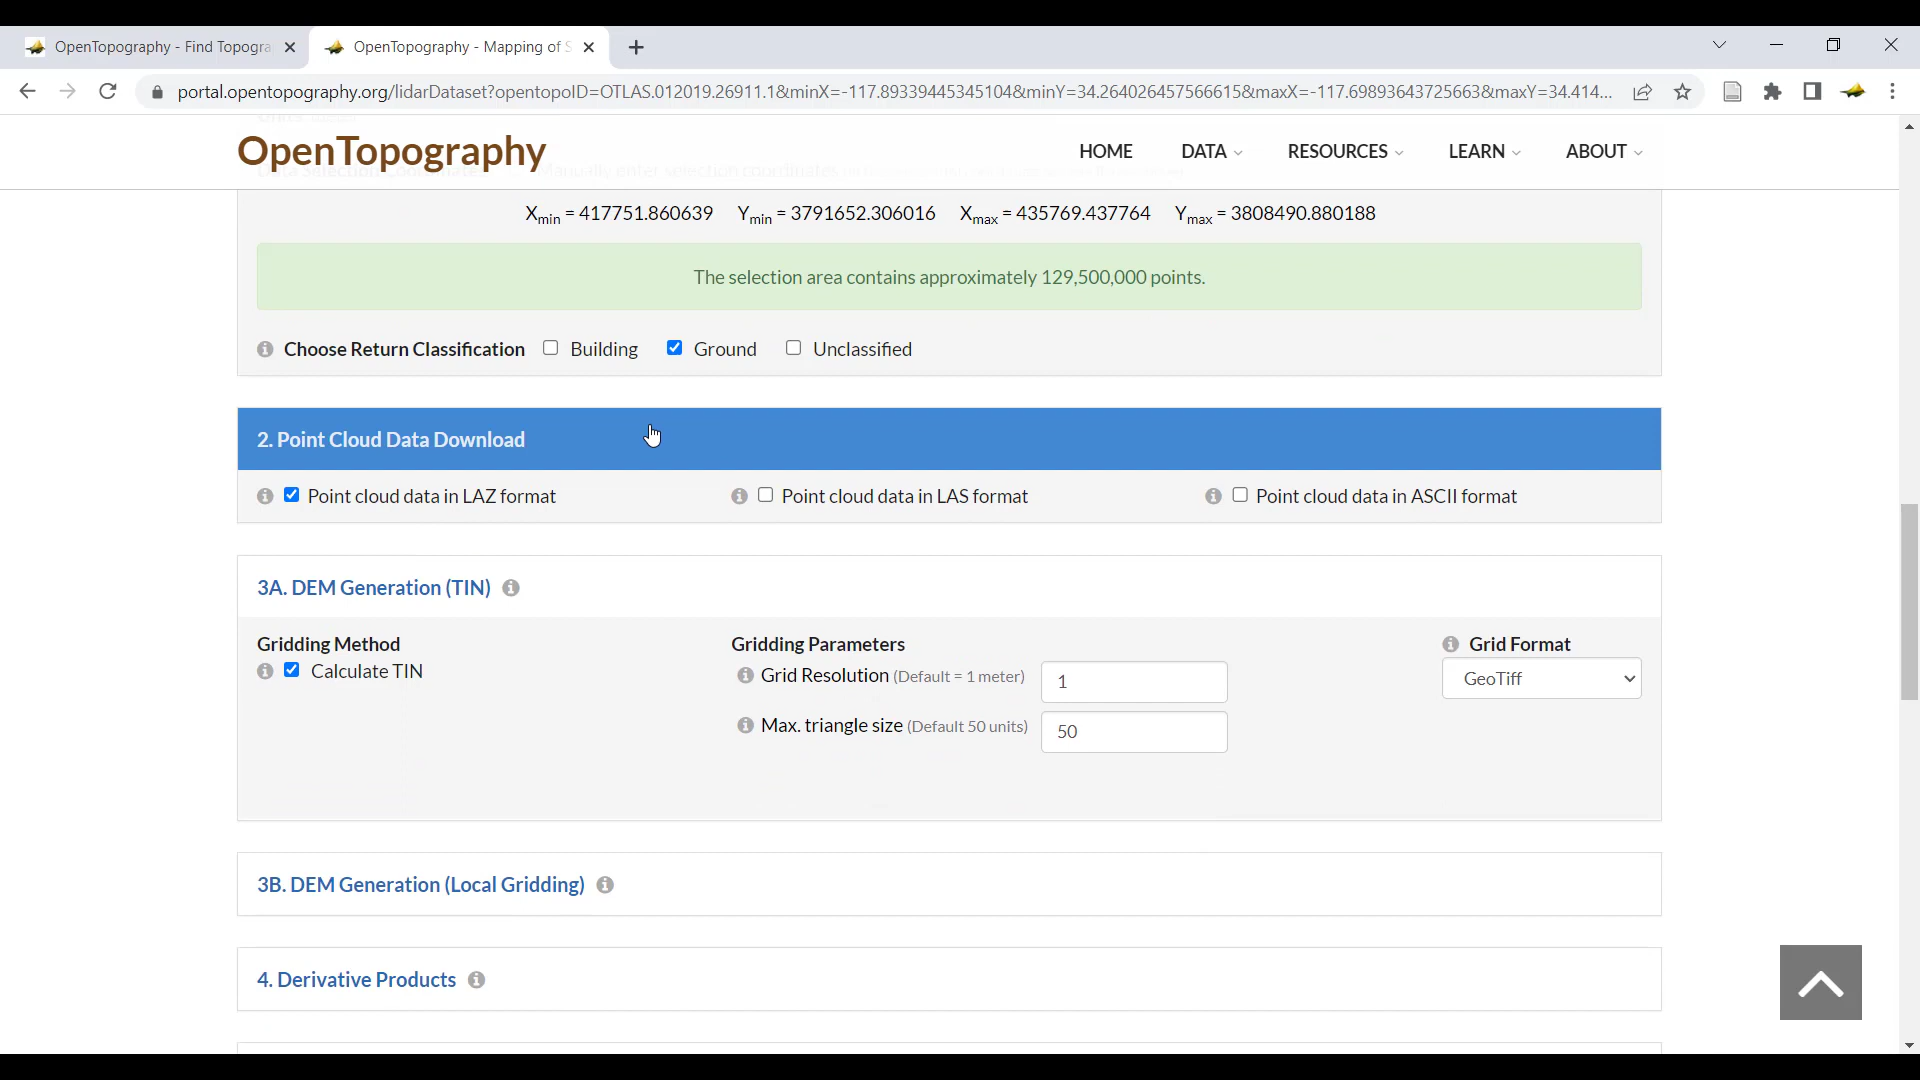 OpenTopography - Find Topogra
OpenTopography - Mapping of S
portal.opentopography.org/lidarDataset?opentopoID=OTLAS.012019.26911.1&minX=-117.89339445345104&minY=34.264026457566615&maxX=-117.69893643725663&maxY=34.414...
OpenTopography
HOME DATA RESOURCES LEARN ABOUT
Manually enter selection coordinates
Xmin = 417751.860639 Ymin = 3791652.306016 Xmax = 435769.437764 Ymax = 3808490.880188
The selection area contains approximately 129,500,000 points.
Choose Return Classification Building Ground Unclassified
2. Point Cloud Data Download
Point cloud data in LAZ format Point cloud data in LAS format Point cloud data in ASCII format
3A. DEM Generation (TIN)
Gridding Method Gridding Parameters Grid Format
Calculate TIN Grid Resolution (Default = 1 meter) 1 GeoTiff
Max. triangle size (Default 50 units) 50
3B. DEM Generation (Local Gridding)
4. Derivative Products